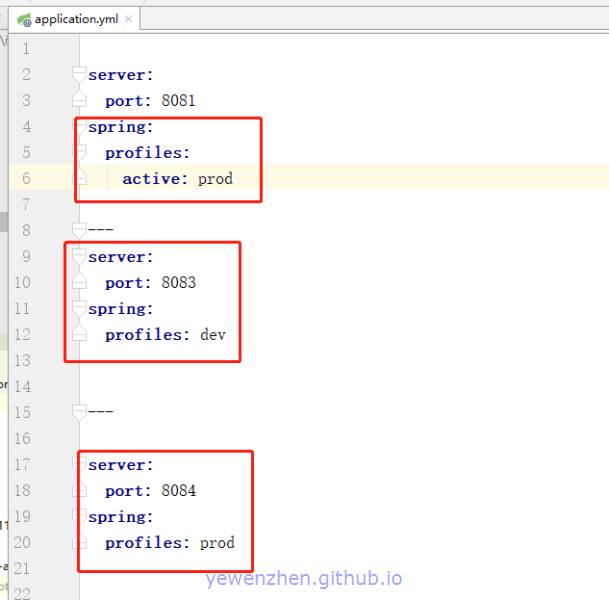 application.yml
1
2 server:
3 port: 8081
4 spring:
5 profiles:
6 active: prod
7
8 ---
9 server:
10 port: 8083
11 spring:
12 profiles: dev
13
14
15 ---
16
17 server:
18 port: 8084
19 spring:
20 profiles: prod
21
22
yewenzhen.github.io